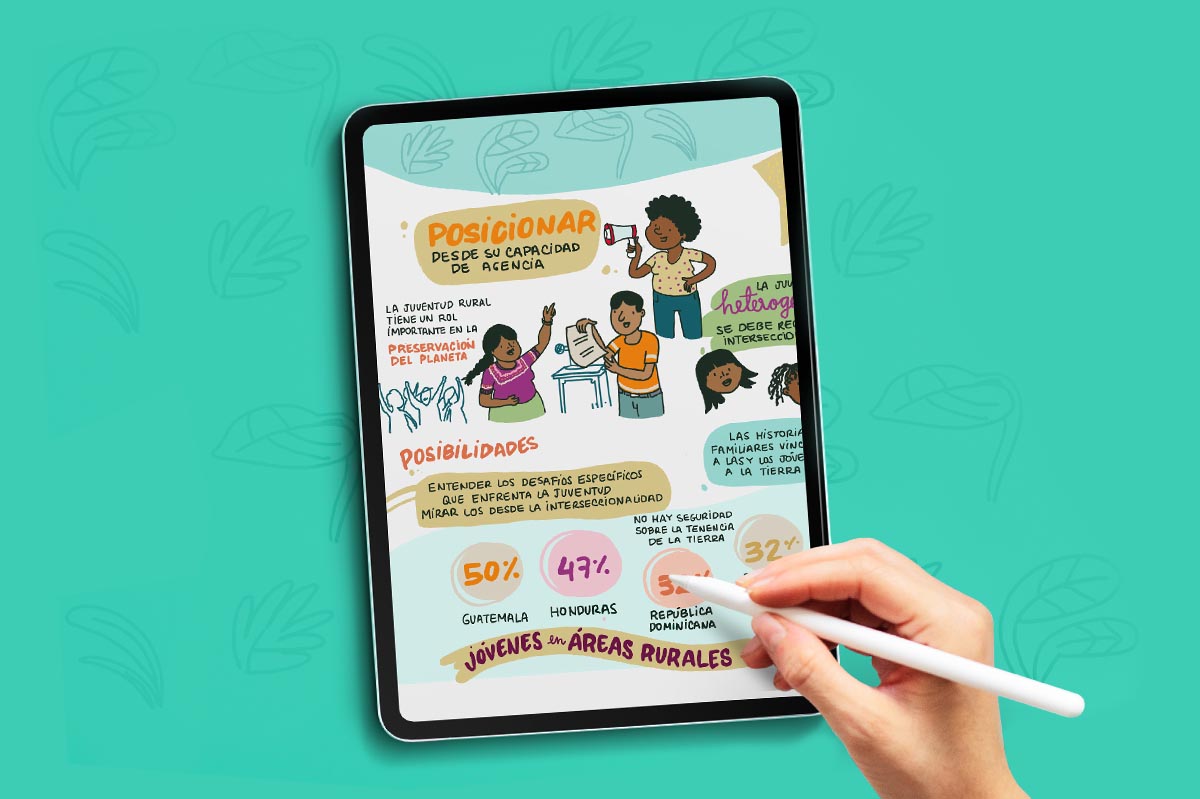 POSICIONAR
DESDE SU CAPACIDAD
DE AGENCIA
LA JUVENTUD RURAL
TIENE UN ROL
IMPORTANTE EN LA
PRESERVACIÓN
DEL PLANETA
LA
SE DEBE
LAS
FAMILIARES
A LAS Y LOS
A LA TIERRA
POSIBILIDADES
ENTENDER LOS DESAFÍOS ESPECÍFICOS
QUE ENFRENTA LA JUVENTUD
MIRAR LOS DESDE LA INTERSECCIONALIDAD
NO HAY SEGURIDAD
SOBRE LA TENENCIA
DE LA TIERRA
50%
GUATEMALA
47%
HONDURAS
REPÚBLICA
DOMINICANA
32%
JÓVENES en ÁREAS RURALES